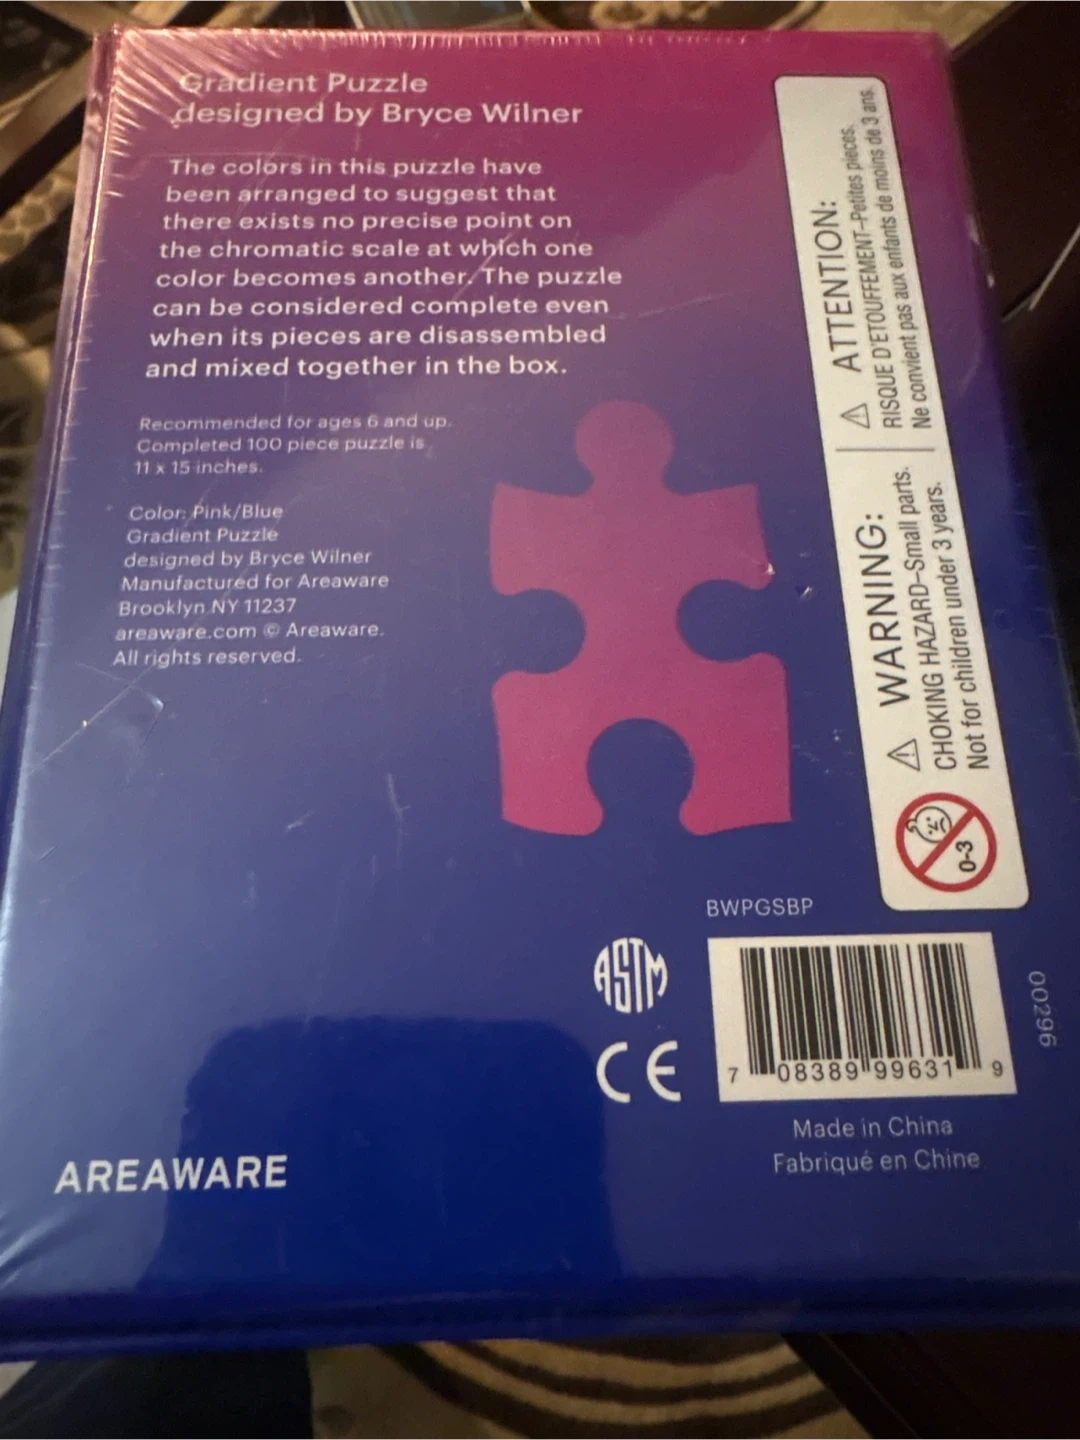 Gradient Puzzle
designed by Bryce Wilner
The colors in this puzzle have
been arranged to suggest that
there exists no precise point on
the chromatic scale at which one
color becomes another. The puzzle
can be considered complete even
when its pieces are disassembled
and mixed together in the box.
Recommended for ages 6 and up.
Completed 100 piece puzzle is
11 x 15 inches.
Color: Pink/Blue
Gradient Puzzle
designed by Bryce Wilner
Manufactured for Areaware
Brooklyn NY 11237
areaware.com © Areaware.
All rights reserved.
⚠ ATTENTION:
RISQUE D'ETOUFFEMENT–Petites pieces.
Ne convient pas aux enfants de moins de 3 ans.
⚠ WARNING:
CHOKING HAZARD–Small parts.
Not for children under 3 years.
0-3
BWPGSBP
ASTM
CE
7 08389 99631 9
00296
Made in China
Fabriqué en Chine
AREAWARE